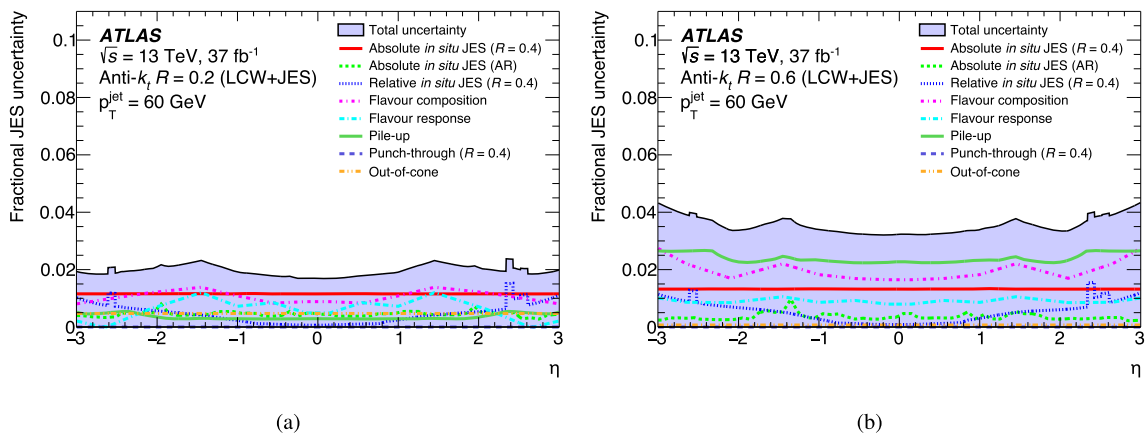 Fractional JES uncertainty
0.1
0.08
0.06
0.04
0.02
0
ATLAS
√s = 13 TeV, 37 fb⁻¹
Anti-kₜ R = 0.2 (LCW+JES)
p_T^jet = 60 GeV
Total uncertainty
Absolute in situ JES (R = 0.4)
Absolute in situ JES (AR)
Relative in situ JES (R = 0.4)
Flavour composition
Flavour response
Pile-up
Punch-through (R = 0.4)
Out-of-cone
−3 −2 −1 0 1 2 3
η
(a)
Fractional JES uncertainty
0.1
0.08
0.06
0.04
0.02
0
ATLAS
√s = 13 TeV, 37 fb⁻¹
Anti-kₜ R = 0.6 (LCW+JES)
p_T^jet = 60 GeV
Total uncertainty
Absolute in situ JES (R = 0.4)
Absolute in situ JES (AR)
Relative in situ JES (R = 0.4)
Flavour composition
Flavour response
Pile-up
Punch-through (R = 0.4)
Out-of-cone
−3 −2 −1 0 1 2 3
η
(b)